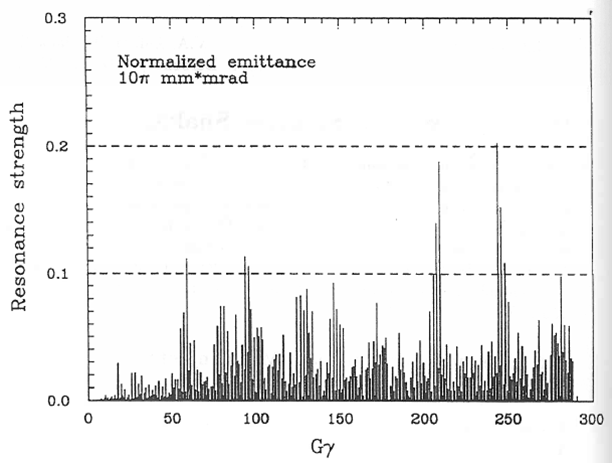 0.3
Normalized emittance
10π mm*mrad
0.2
Resonance strength
0.1
0.0
0 50 100 150 200 250 300
Gγ